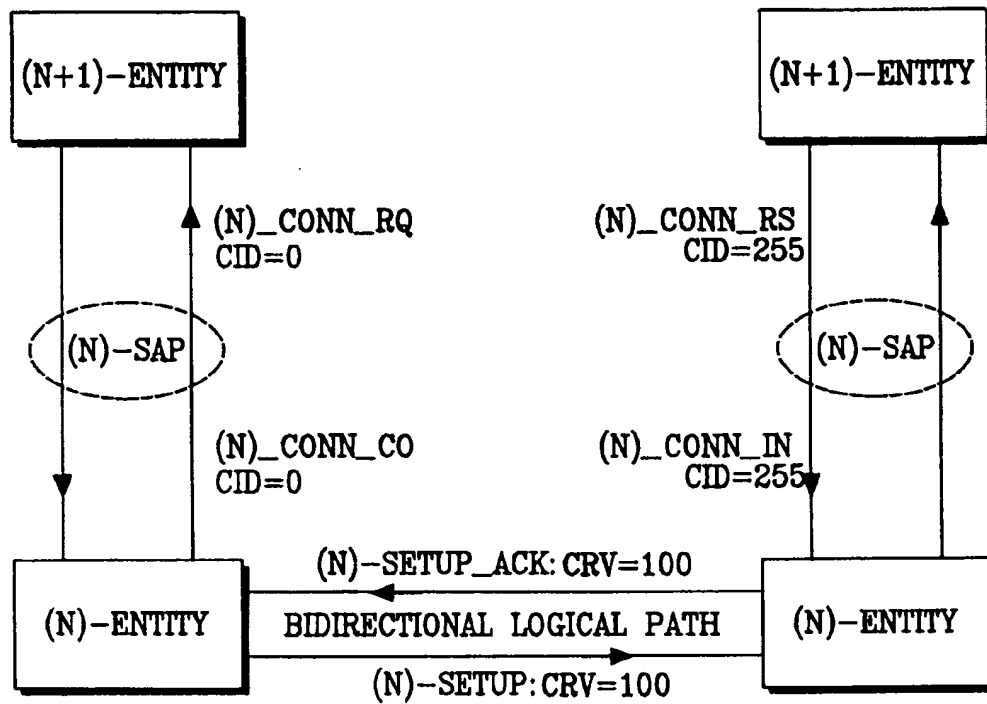 (N+1)-ENTITY
(N+1)-ENTITY
(N)_CONN_RQ
CID=0
(N)_CONN_RS
CID=255
(N)-SAP
(N)-SAP
(N)_CONN_CO
CID=0
(N)_CONN_IN
CID=255
(N)-SETUP_ACK:CRV=100
(N)-ENTITY
BIDIRECTIONAL LOGICAL PATH
(N)-ENTITY
(N)-SETUP:CRV=100